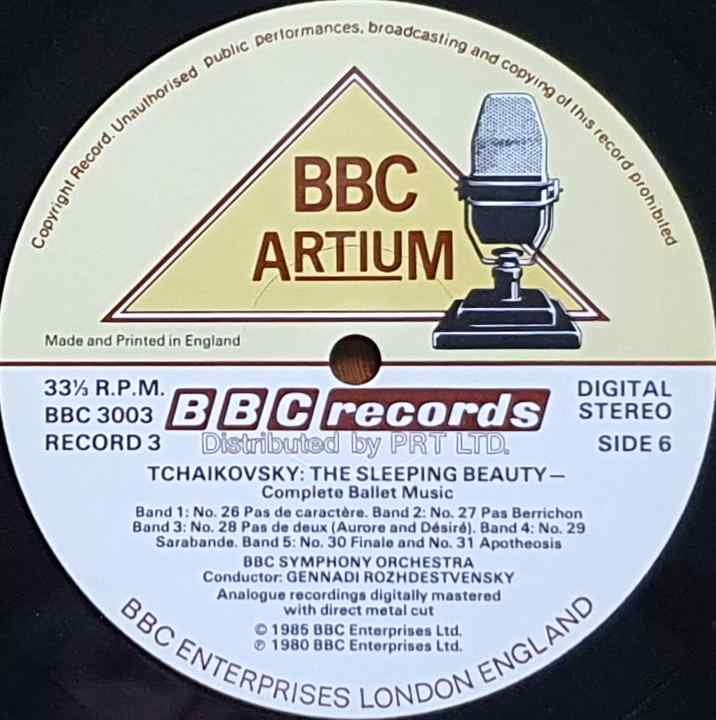 Copyright Record. Unauthorised public performances, broadcasting and copying of this record prohibited
BBC
ARTIUM
Made and Printed in England
33⅓ R.P.M.
BBC 3003
RECORD 3
BBC records
Distributed by PRT LTD.
DIGITAL
STEREO
SIDE 6
TCHAIKOVSKY: THE SLEEPING BEAUTY—
Complete Ballet Music
Band 1: No. 26 Pas de caractère. Band 2: No. 27 Pas Berrichon
Band 3: No. 28 Pas de deux (Aurore and Désiré). Band 4: No. 29
Sarabande. Band 5: No. 30 Finale and No. 31 Apotheosis
BBC SYMPHONY ORCHESTRA
Conductor: GENNADI ROZHDESTVENSKY
Analogue recordings digitally mastered
with direct metal cut
© 1985 BBC Enterprises Ltd.
℗ 1980 BBC Enterprises Ltd.
BBC ENTERPRISES LONDON ENGLAND